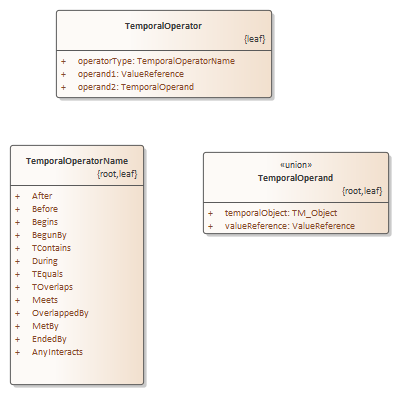 TemporalOperator
{leaf}
+ operatorType: TemporalOperatorName
+ operand1: ValueReference
+ operand2: TemporalOperand
TemporalOperatorName
{root,leaf}
+ After
+ Before
+ Begins
+ BegunBy
+ TContains
+ During
+ TEquals
+ TOverlaps
+ Meets
+ OverlappedBy
+ MetBy
+ EndedBy
+ AnyInteracts
«union»
TemporalOperand
{root,leaf}
+ temporalObject: TM_Object
+ valueReference: ValueReference